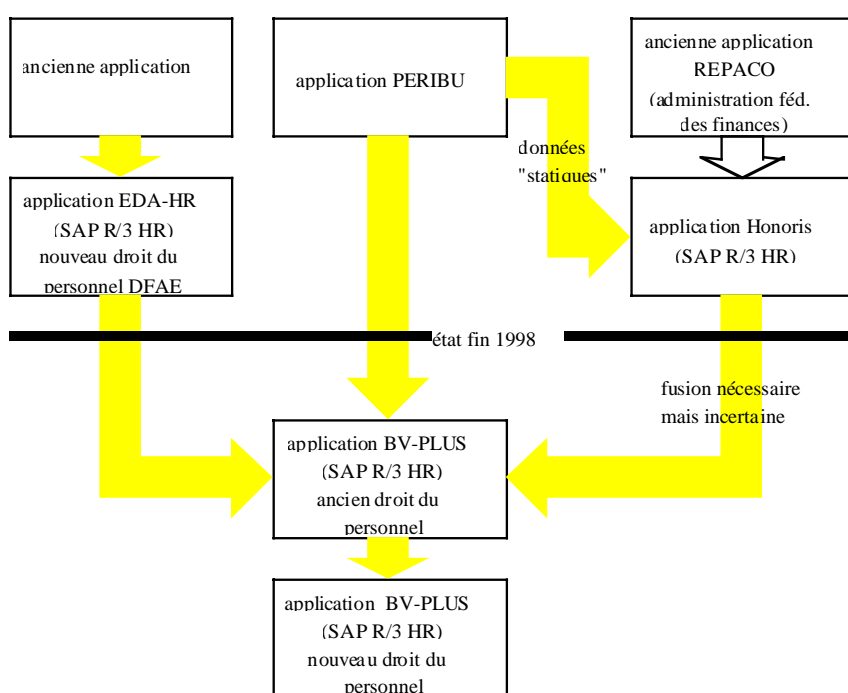 ancienne application
application PERIBU
ancienne application
REPACO
(administration féd.
des finances)
données
"statiques"
application EDA-HR
(SAP R/3 HR)
nouveau droit du
personnel DFAE
application Honoris
(SAP R/3 HR)
état fin 1998
fusion nécessaire
mais incertaine
application BV-PLUS
(SAP R/3 HR)
ancien droit du
personnel
application BV-PLUS
(SAP R/3 HR)
nouveau droit du
personnel